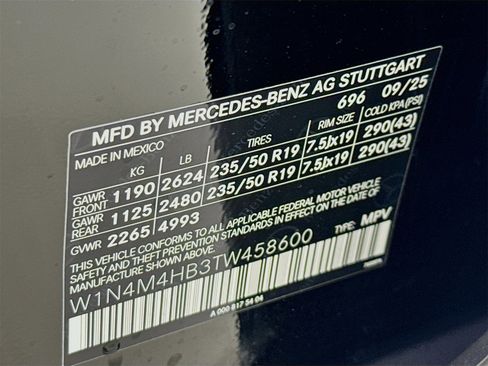 MFD BY MERCEDES-BENZ AG STUTTGART
MADE IN MEXICO 696 09/25
KG LB TIRES RIM SIZE COLD KPA(PSI)
GAWR FRONT 1190 2624 235/50 R19 7.5Jx19 290(43)
GAWR REAR 1125 2480 235/50 R19 7.5Jx19 290(43)
GVWR 2265 4993
THIS VEHICLE CONFORMS TO ALL APPLICABLE FEDERAL MOTOR VEHICLE
SAFETY STANDARDS IN EFFECT ON THE DATE OF MANUFACTURE
SHOWN ABOVE.
W1N4M4HB3TW458600 TYPE: MPV
A 000 817 54 04